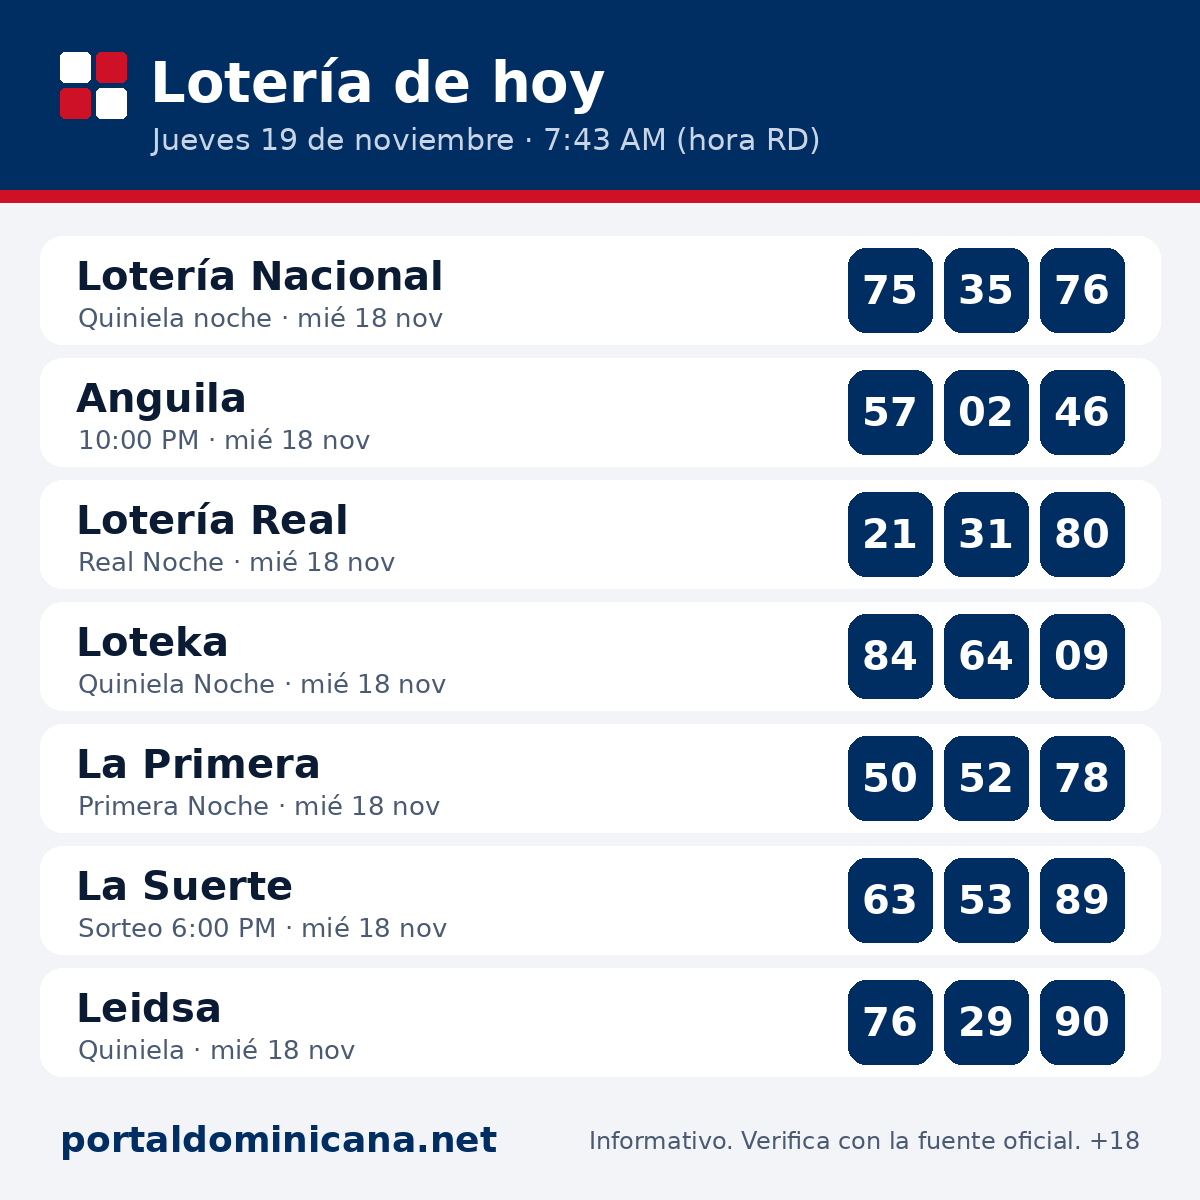 Lotería de hoy
Jueves 19 de noviembre · 7:43 AM (hora RD)
Lotería Nacional
Quiniela noche · mié 18 nov
75 35 76
Anguila
10:00 PM · mié 18 nov
57 02 46
Lotería Real
Real Noche · mié 18 nov
21 31 80
Loteka
Quiniela Noche · mié 18 nov
84 64 09
La Primera
Primera Noche · mié 18 nov
50 52 78
La Suerte
Sorteo 6:00 PM · mié 18 nov
63 53 89
Leidsa
Quiniela · mié 18 nov
76 29 90
portaldominicana.net
Informativo. Verifica con la fuente oficial. +18